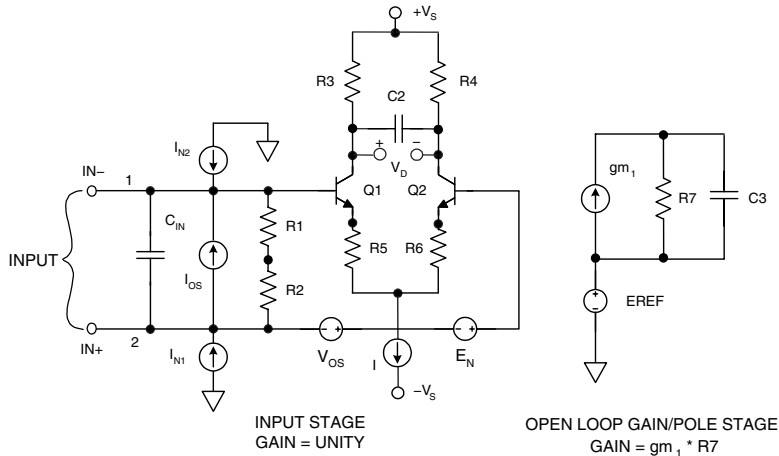 +VS
R3
R4
C2
IN2
+
−
VD
gm1
R7
C3
IN−
1
Q1
Q2
CIN
R1
INPUT
IOS
R5
R6
R2
+
−
EREF
2
IN+
IN1
−
+
VOS
I
−
+
EN
−VS
INPUT STAGE
GAIN = UNITY
OPEN LOOP GAIN/POLE STAGE
GAIN = gm1 * R7